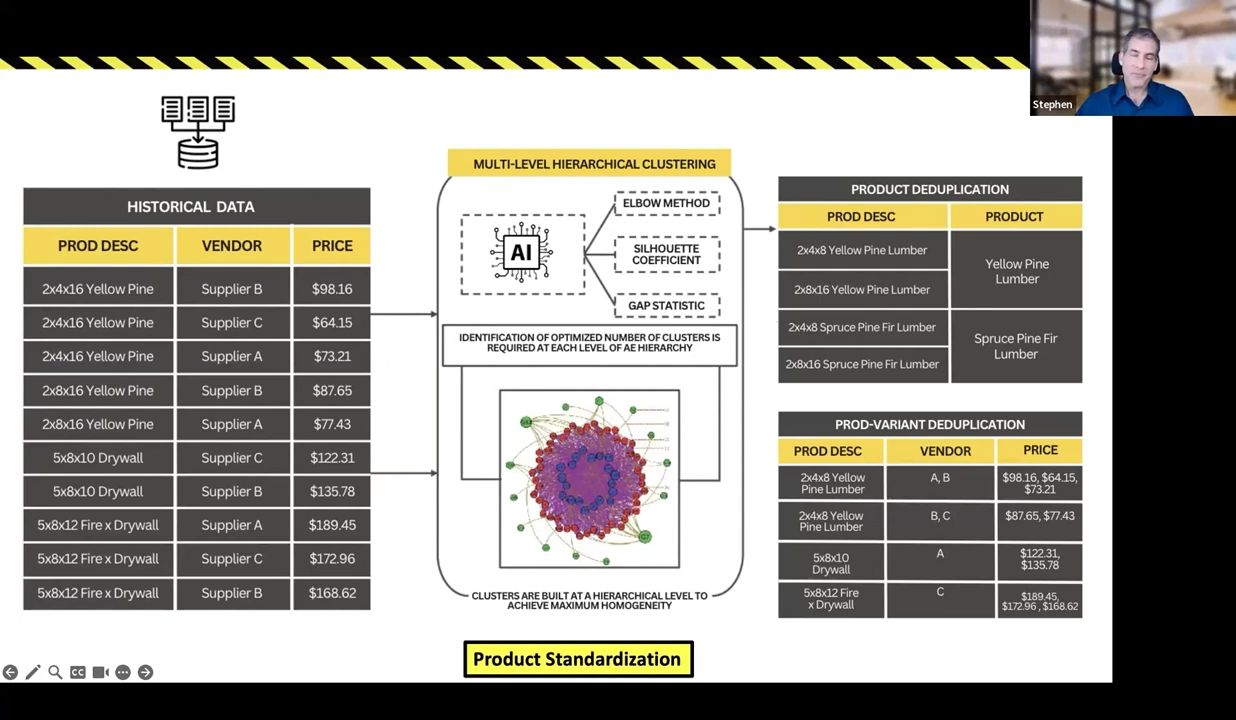 Stephen
HISTORICAL DATA
PROD DESC VENDOR PRICE
2x4x16 Yellow Pine Supplier B $98.16
2x4x16 Yellow Pine Supplier C $64.15
2x4x16 Yellow Pine Supplier A $73.21
2x8x16 Yellow Pine Supplier B $87.65
2x8x16 Yellow Pine Supplier A $77.43
5x8x10 Drywall Supplier C $122.31
5x8x10 Drywall Supplier B $135.78
5x8x12 Fire x Drywall Supplier A $189.45
5x8x12 Fire x Drywall Supplier C $172.96
5x8x12 Fire x Drywall Supplier B $168.62
MULTI-LEVEL HIERARCHICAL CLUSTERING
AI
ELBOW METHOD
SILHOUETTE
COEFFICIENT
GAP STATISTIC
IDENTIFICATION OF OPTIMIZED NUMBER OF CLUSTERS IS
REQUIRED AT EACH LEVEL OF AE HIERARCHY
CLUSTERS ARE BUILT AT A HIERARCHICAL LEVEL TO
ACHIEVE MAXIMUM HOMOGENEITY
PRODUCT DEDUPLICATION
PROD DESC PRODUCT
2x4x8 Yellow Pine Lumber
2x8x16 Yellow Pine Lumber
Yellow Pine
Lumber
2x4x8 Spruce Pine Fir Lumber
2x8x16 Spruce Pine Fir Lumber
Spruce Pine Fir
Lumber
PROD-VARIANT DEDUPLICATION
PROD DESC VENDOR PRICE
2x4x8 Yellow
Pine Lumber
A, B
$98.16, $64.15,
$73.21
2x4x8 Yellow
Pine Lumber
B, C
$87.65, $77.43
5x8x10
Drywall
A
$122.31,
$135.78
5x8x12 Fire
x Drywall
C
$189.45,
$172.96 , $168.62
Product Standardization
CC